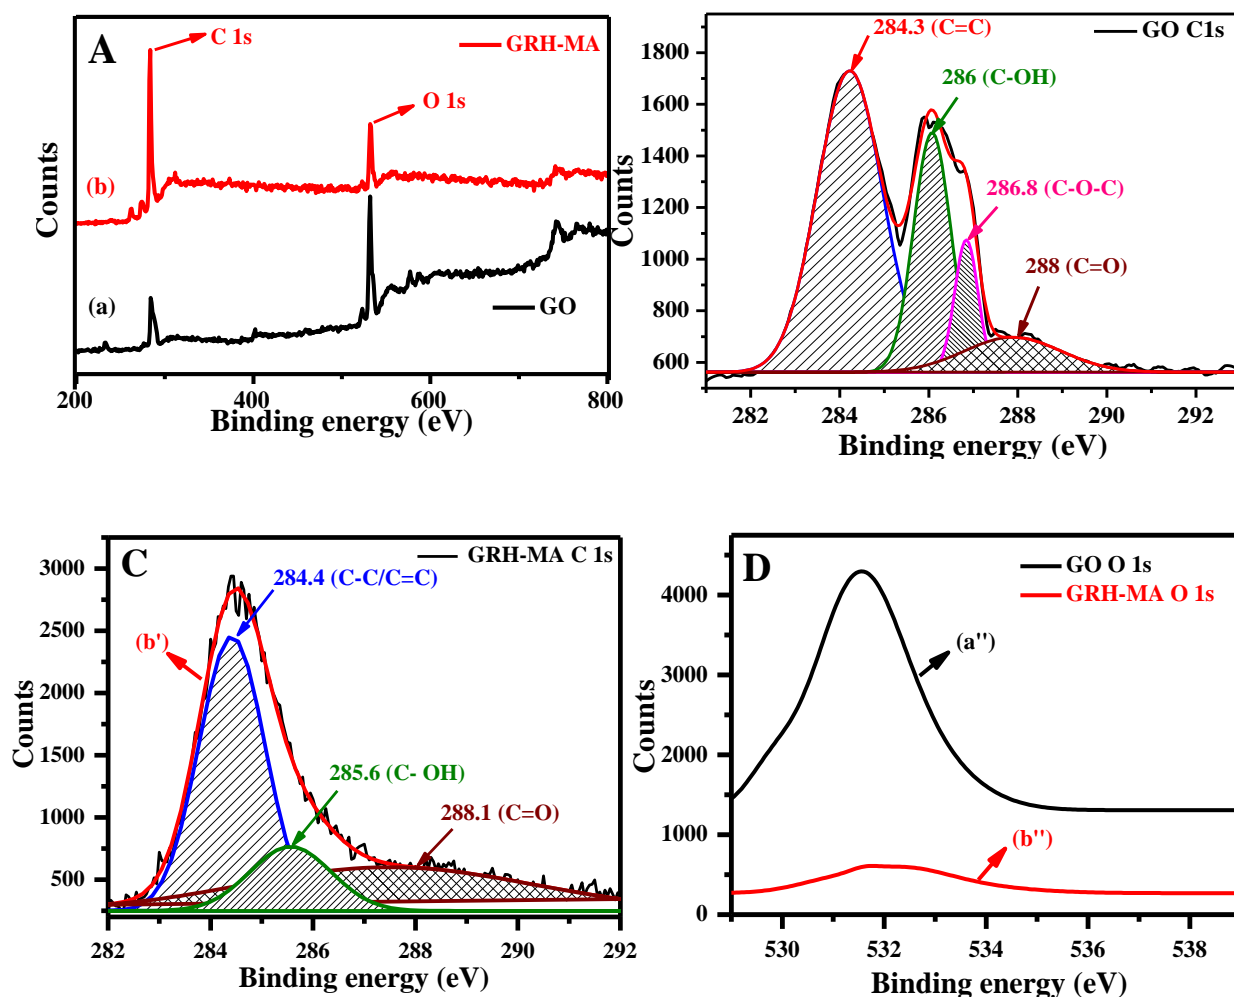 A
C 1s
GRH-MA
O 1s
(b)
(a)
GO
Counts
200
400
600
800
Binding energy (eV)
GO C1s
284.3 (C=C)
286 (C-OH)
286.8 (C-O-C)
288 (C=O)
1800
1600
1400
1200
1000
800
600
Counts
282
284
286
288
290
292
Binding energy (eV)
C
GRH-MA C 1s
284.4 (C-C/C=C)
(b')
285.6 (C- OH)
288.1 (C=O)
3000
2500
2000
1500
1000
500
Counts
282
284
286
288
290
292
Binding energy (eV)
D
GO O 1s
GRH-MA O 1s
(a'')
(b'')
4000
3000
2000
1000
0
Counts
530
532
534
536
538
Binding energy (eV)